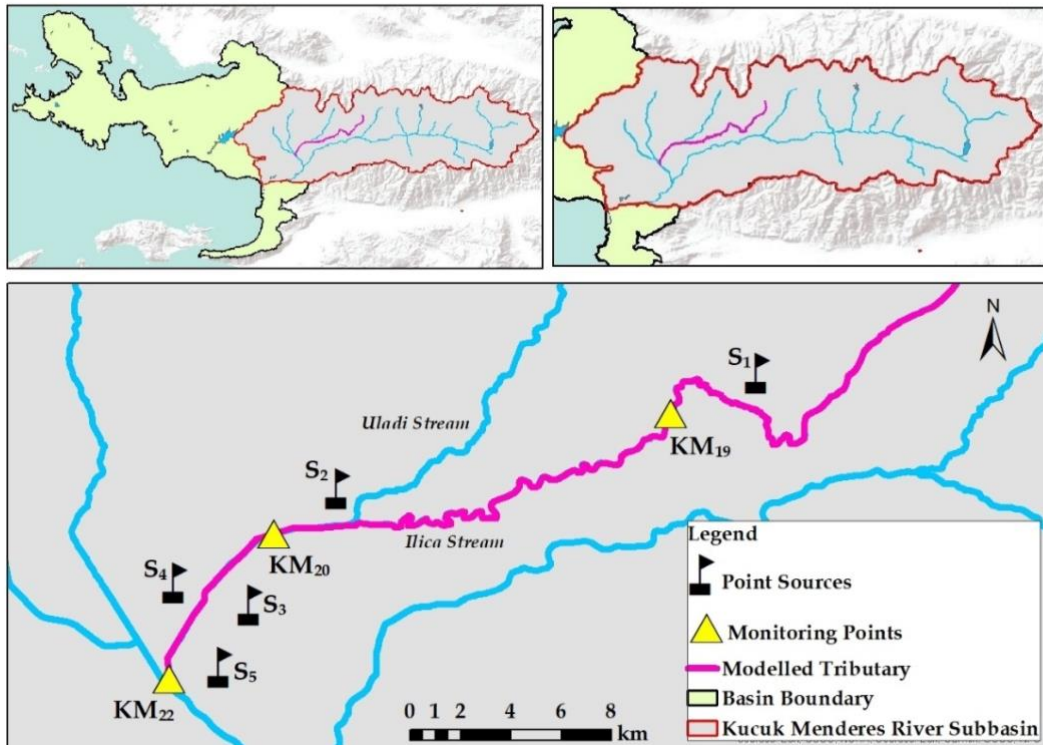 N
S1
KM19
Uladi Stream
S2
Ilica Stream
KM20
S4
S3
S5
KM22
0 1 2 4 6 8
km
Legend
Point Sources
Monitoring Points
Modelled Tributary
Basin Boundary
Kucuk Menderes River Subbasin